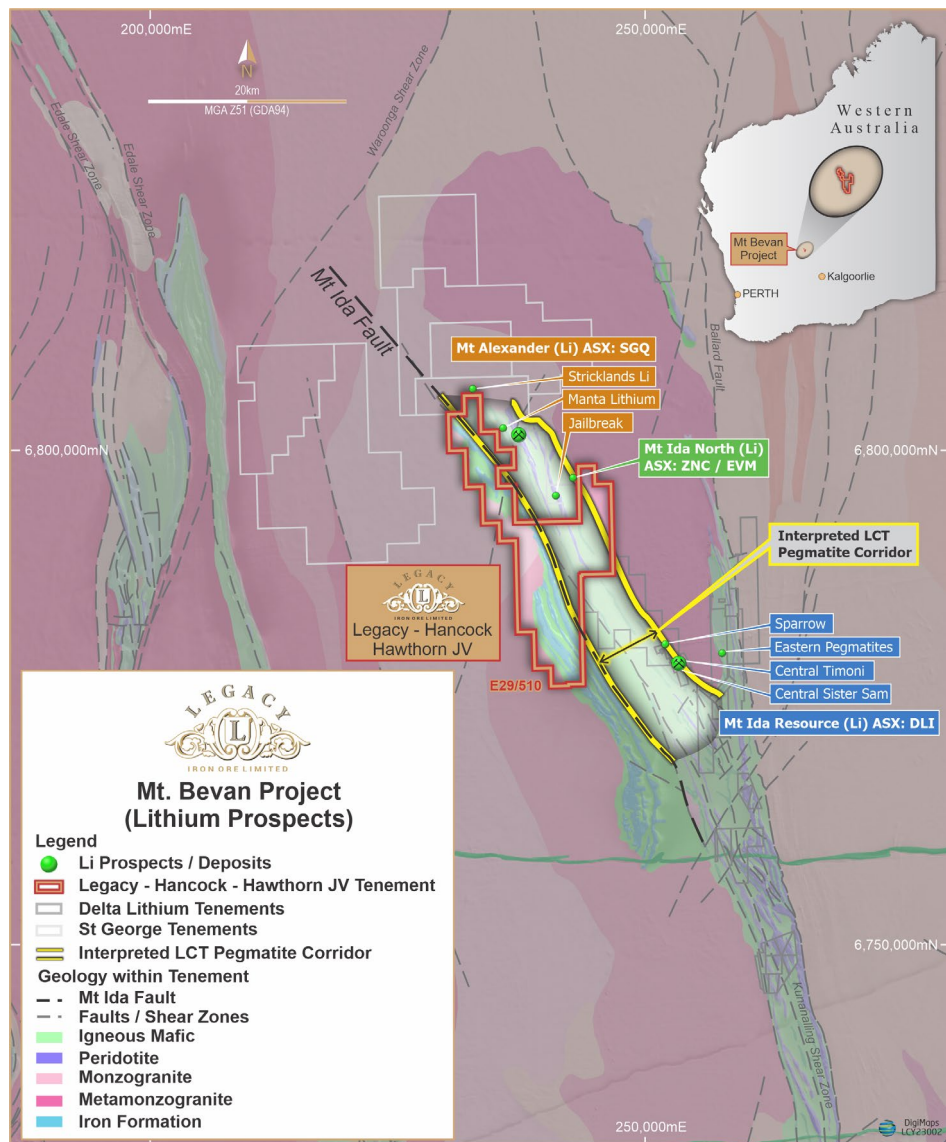 200,000mE
250,000mE
N
20km
MGA Z51 (GDA94)
Edale Shear Zone
Edale Shear Zone
Waroonga Shear Zone
Western
Australia
Mt Bevan
Project
Kalgoorlie
PERTH
Mt Ida Fault
Ballard Fault
Mt Alexander (Li) ASX: SGQ
Stricklands Li
Manta Lithium
Jailbreak
6,800,000mN
6,800,000mN
Mt Ida North (Li)
ASX: ZNC / EVM
Interpreted LCT
Pegmatite Corridor
LEGACY
L
IRON ORE LIMITED
Legacy - Hancock
Hawthorn JV
Sparrow
Eastern Pegmatites
Central Timoni
Central Sister Sam
E29/510
Mt Ida Resource (Li) ASX: DLI
LEGACY
L
IRON ORE LIMITED
Mt. Bevan Project
(Lithium Prospects)
Legend
Li Prospects / Deposits
Legacy - Hancock - Hawthorn JV Tenement
Delta Lithium Tenements
St George Tenements
Interpreted LCT Pegmatite Corridor
Geology within Tenement
Mt Ida Fault
Faults / Shear Zones
Igneous Mafic
Peridotite
Monzogranite
Metamonzogranite
Iron Formation
6,750,000mN
Kunanalling Shear Zone
250,000mE
DigiMaps
LCY23002